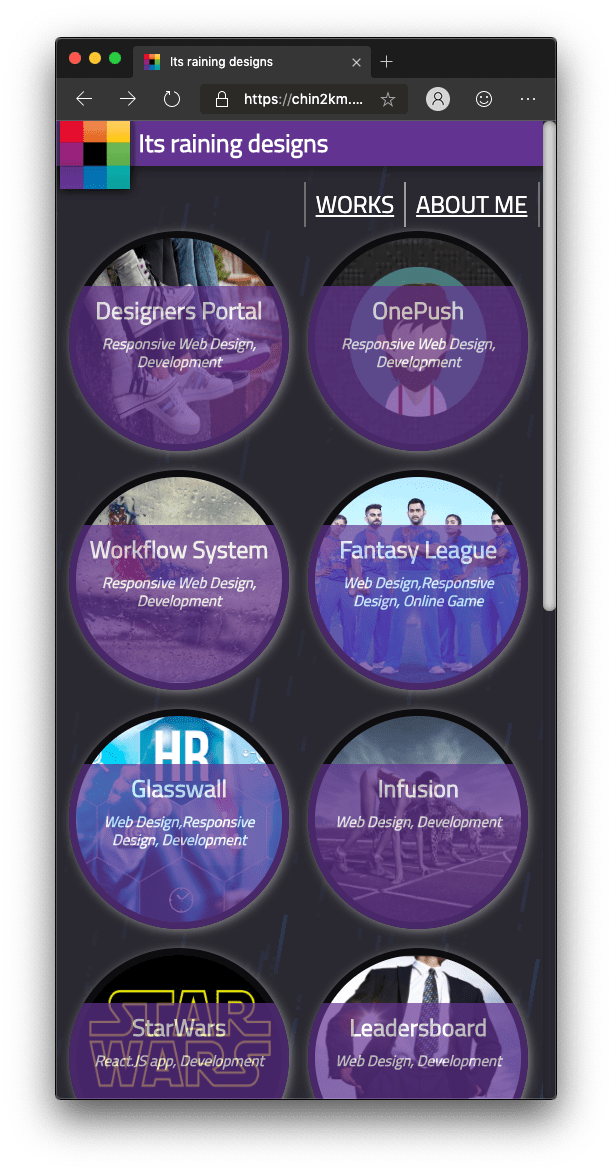 Its raining designs
https://chin2km.
Its raining designs
WORKS
ABOUT ME
Designers Portal
Responsive Web Design,
Development
OnePush
Responsive Web Design,
Development
Workflow System
Responsive Web Design,
Development
Fantasy League
Web Design,Responsive
Design, Online Game
HR
Glasswall
Web Design,Responsive
Design, Development
Infusion
Web Design, Development
STAR
StarWars
React.JS app, Development
WARS
Leadersboard
Web Design, Development